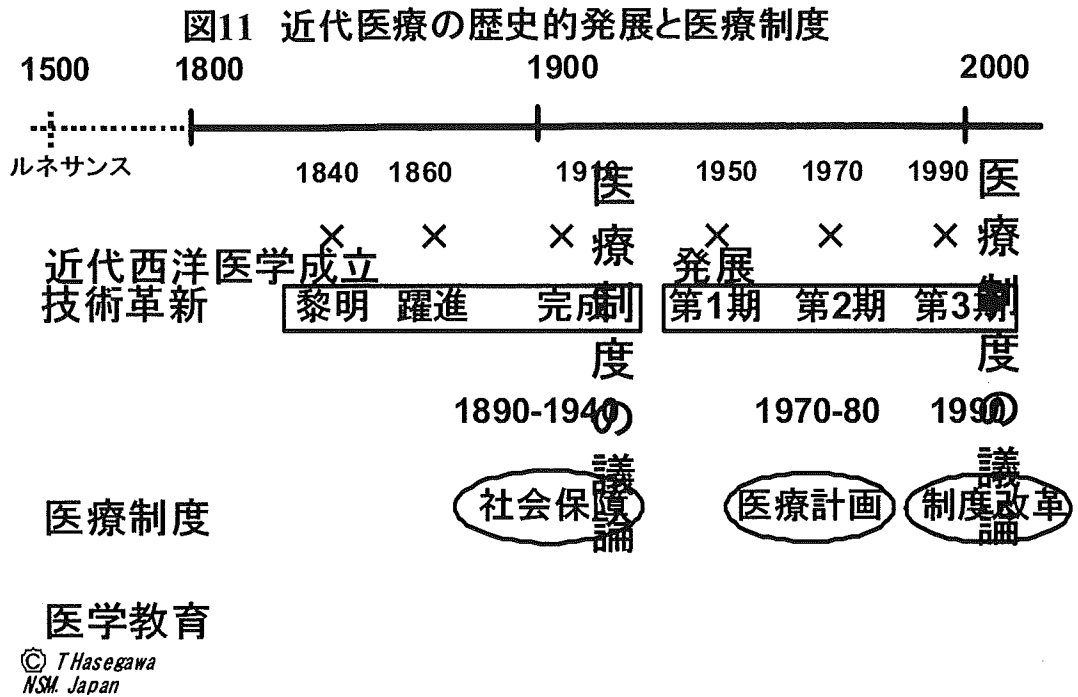 図11 近代医療の歴史的発展と医療制度
1500 1800 1900 2000
ルネサンス
1840 1860 1910 1950 1970 1990
× × × × × ×
近代西洋医学成立 発展
技術革新 黎明 躍進 完成 第1期 第2期 第3期
医療制度の議論
医療制度の議論
1890-1940 1970-80 1990
医療制度 社会保障 医療計画 制度改革
医学教育
© T Hasegawa
NSM. Japan